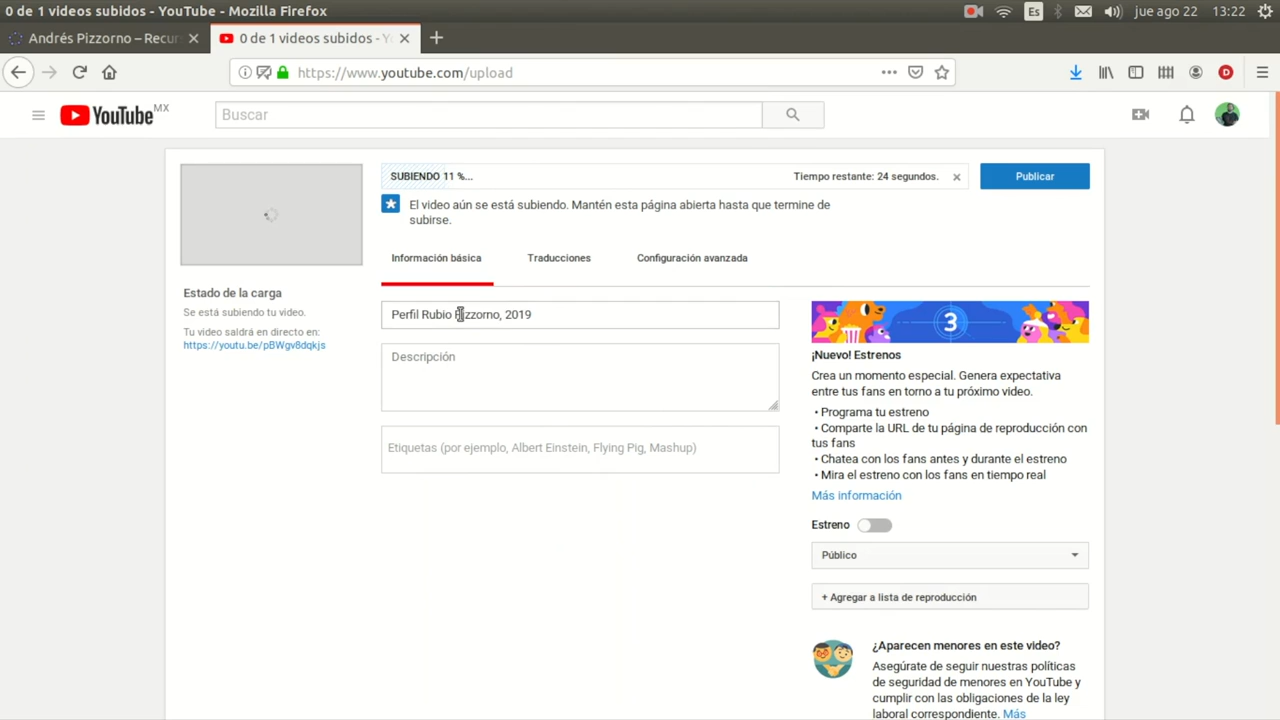 0 de 1 videos subidos - YouTube - Mozilla Firefox
Es
jue ago 22
13:22
Andrés Pizzorno – Recur
0 de 1 videos subidos - Yo
https://www.youtube.com/upload
D
YouTube MX
Buscar
SUBIENDO 11 %...
Tiempo restante: 24 segundos.
Publicar
El video aún se está subiendo. Mantén esta página abierta hasta que termine de
subirse.
Información básica
Traducciones
Configuración avanzada
Estado de la carga
Se está subiendo tu video.
Tu video saldrá en directo en:
https://youtu.be/pBWgv8dqkjs
Perfil Rubio Pizzorno, 2019
Descripción
Etiquetas (por ejemplo, Albert Einstein, Flying Pig, Mashup)
3
¡Nuevo! Estrenos
Crea un momento especial. Genera expectativa
entre tus fans en torno a tu próximo video.
• Programa tu estreno
• Comparte la URL de tu página de reproducción con
tus fans
• Chatea con los fans antes y durante el estreno
• Mira el estreno con los fans en tiempo real
Más información
Estreno
Público
+ Agregar a lista de reproducción
¿Aparecen menores en este video?
Asegúrate de seguir nuestras políticas
de seguridad de menores en YouTube y
cumplir con las obligaciones de la ley
laboral correspondiente. Más